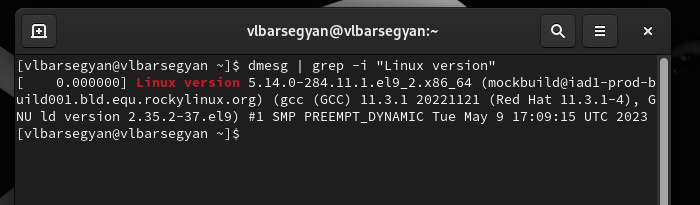 vlbarsegyan@vlbarsegyan:~
[vlbarsegyan@vlbarsegyan ~]$ dmesg | grep -i "Linux version"
[    0.000000] Linux version 5.14.0-284.11.1.el9_2.x86_64 (mockbuild@iad1-prod-b
uild001.bld.equ.rockylinux.org) (gcc (GCC) 11.3.1 20221121 (Red Hat 11.3.1-4), G
NU ld version 2.35.2-37.el9) #1 SMP PREEMPT_DYNAMIC Tue May 9 17:09:15 UTC 2023
[vlbarsegyan@vlbarsegyan ~]$